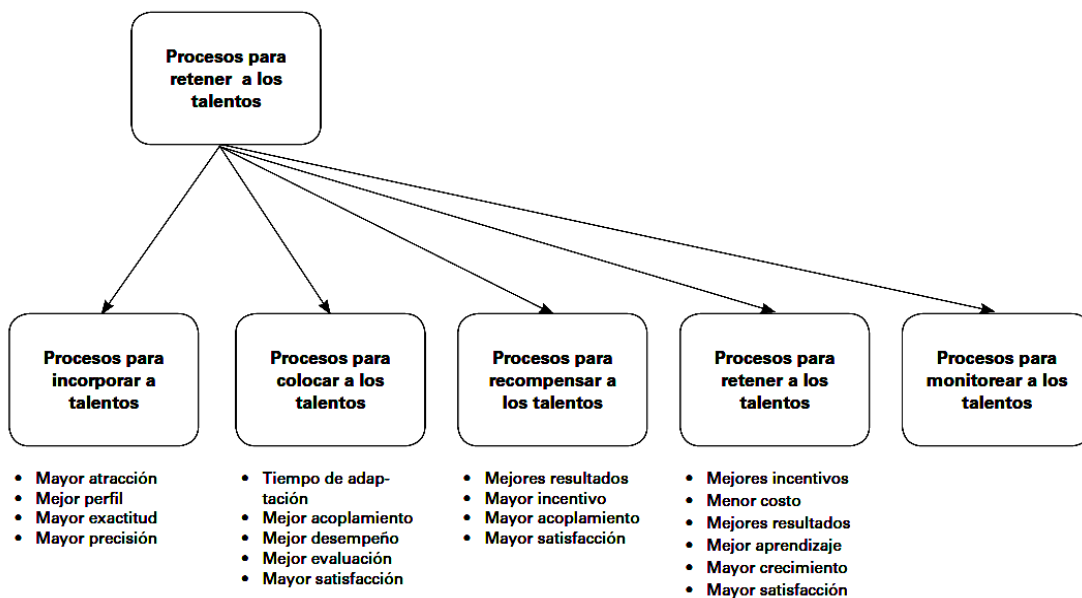 Procesos para
retener a los
talentos
Procesos para
incorporar a
talentos
Procesos para
colocar a los
talentos
Procesos para
recompensar a
los talentos
Procesos para
retener a los
talentos
Procesos para
monitorear a los
talentos
• Mayor atracción
• Mejor perfil
• Mayor exactitud
• Mayor precisión
• Tiempo de adap-
tación
• Mejor acoplamiento
• Mejor desempeño
• Mejor evaluación
• Mayor satisfacción
• Mejores resultados
• Mayor incentivo
• Mayor acoplamiento
• Mayor satisfacción
• Mejores incentivos
• Menor costo
• Mejores resultados
• Mejor aprendizaje
• Mayor crecimiento
• Mayor satisfacción